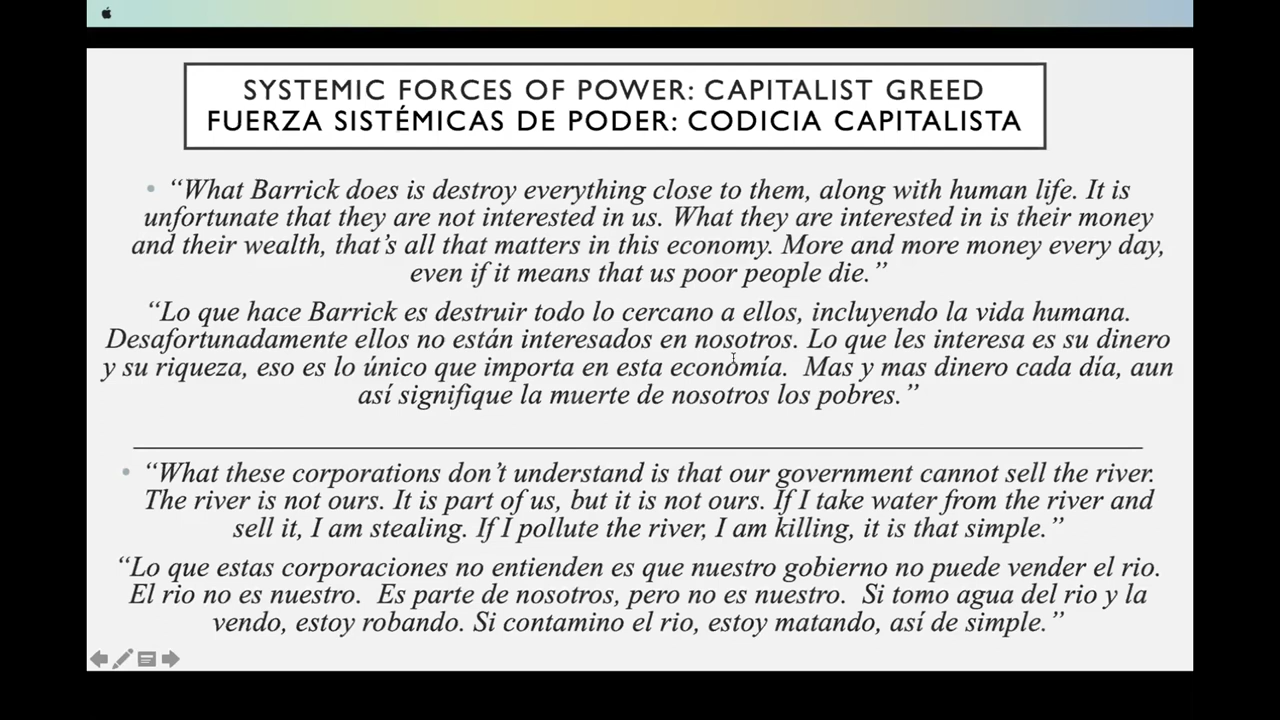 SYSTEMIC FORCES OF POWER: CAPITALIST GREED
FUERZA SISTÉMICAS DE PODER: CODICIA CAPITALISTA
• “What Barrick does is destroy everything close to them, along with human life. It is
unfortunate that they are not interested in us. What they are interested in is their money
and their wealth, that’s all that matters in this economy. More and more money every day,
even if it means that us poor people die.”
“Lo que hace Barrick es destruir todo lo cercano a ellos, incluyendo la vida humana.
Desafortunadamente ellos no están interesados en nosotros. Lo que les interesa es su dinero
y su riqueza, eso es lo único que importa en esta economía. Mas y mas dinero cada día, aun
así signifique la muerte de nosotros los pobres.”
• “What these corporations don’t understand is that our government cannot sell the river.
The river is not ours. It is part of us, but it is not ours. If I take water from the river and
sell it, I am stealing. If I pollute the river, I am killing, it is that simple.”
“Lo que estas corporaciones no entienden es que nuestro gobierno no puede vender el rio.
El rio no es nuestro. Es parte de nosotros, pero no es nuestro. Si tomo agua del rio y la
vendo, estoy robando. Si contamino el rio, estoy matando, así de simple.”